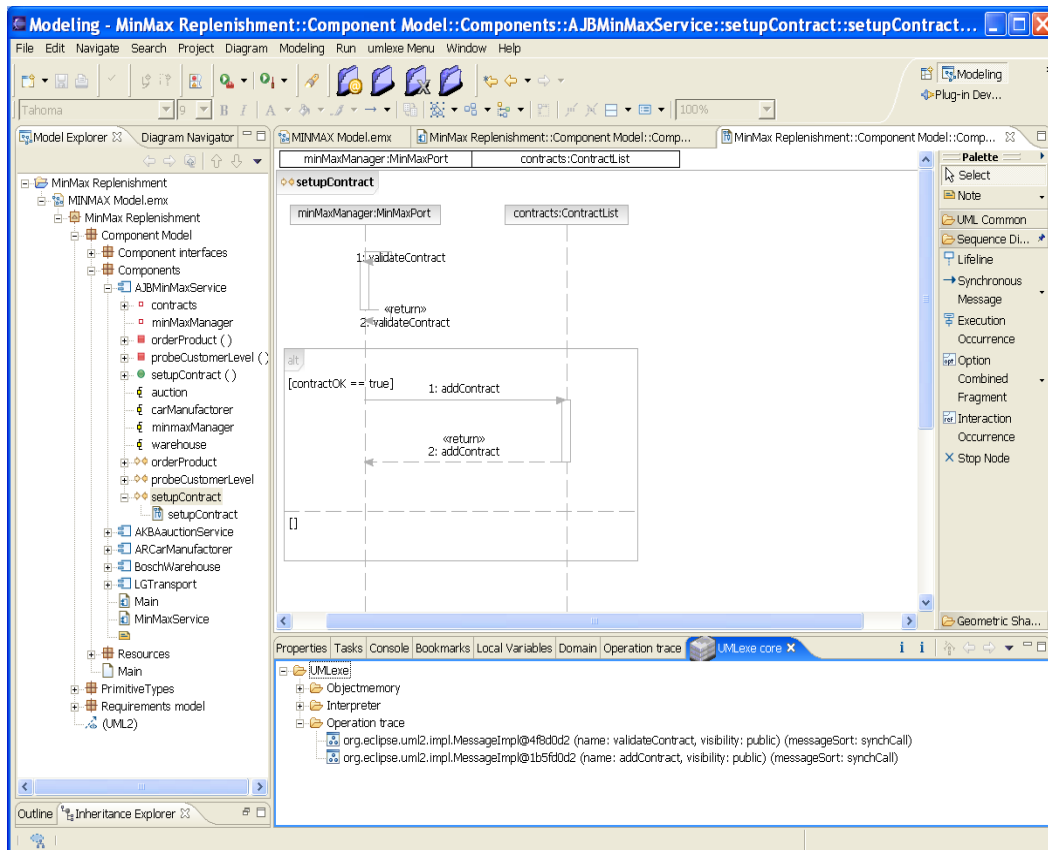 Modeling - MinMax Replenishment::Component Model::Components::AJBMinMaxService::setupContract::setupContract...
File Edit Navigate Search Project Diagram Modeling Run umlexe Menu Window Help
Modeling
Plug-in Dev...
Tahoma 9 B I A 100%
Model Explorer Diagram Navigator
MINMAX Model.emx MinMax Replenishment::Component Model::Comp... MinMax Replenishment::Component Model::Comp...
MinMax Replenishment
MINMAX Model.emx
MinMax Replenishment
Component Model
Component interfaces
Components
AJBMinMaxService
contracts
minMaxManager
orderProduct ( )
probeCustomerLevel ( )
setupContract ( )
auction
carManufactorer
minmaxManager
warehouse
orderProduct
probeCustomerLevel
setupContract
setupContract
AKBAauctionService
ARCarManufactorer
BoschWarehouse
LGTransport
Main
MinMaxService
Resources
Main
PrimitiveTypes
Requirements model
(UML2)
Outline Inheritance Explorer
minMaxManager:MinMaxPort contracts:ContractList
setupContract
minMaxManager:MinMaxPort contracts:ContractList
1: validateContract
«return»
2: validateContract
alt
[contractOK == true]
1: addContract
«return»
2: addContract
[]
Palette
Select
Note
UML Common
Sequence Di...
Lifeline
Synchronous
Message
Execution
Occurrence
opt Option
Combined
Fragment
ref Interaction
Occurrence
Stop Node
Geometric Sha...
Properties Tasks Console Bookmarks Local Variables Domain Operation trace UMLexe core
UMLexe
Objectmemory
Interpreter
Operation trace
org.eclipse.uml2.impl.MessageImpl@4f8d0d2 (name: validateContract, visibility: public) (messageSort: synchCall)
org.eclipse.uml2.impl.MessageImpl@1b5fd0d2 (name: addContract, visibility: public) (messageSort: synchCall)